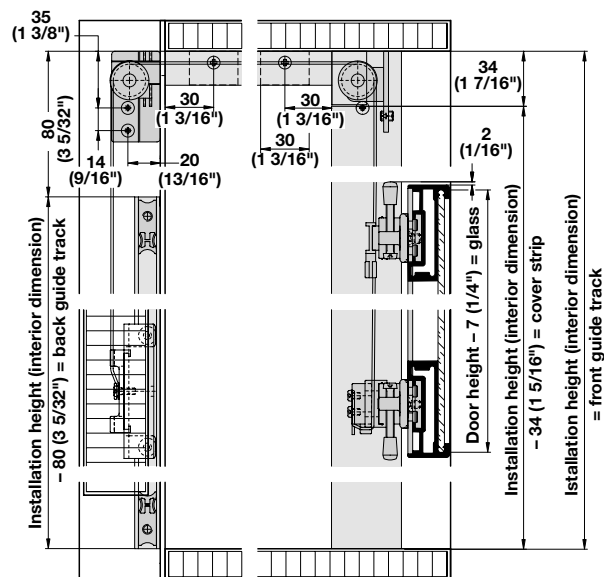 35
(1 3/8")
80
(3 5/32")
14
(9/16")
20
(13/16")
30
(1 3/16")
30
(1 3/16")
30
(1 3/16")
34
(1 7/16")
2
(1/16")
Installation height (interior dimension)
– 80 (3 5/32") = back guide track
Door height – 7 (1/4") = glass
Installation height (interior dimension)
– 34 (1 5/16") = cover strip
Istallation height (interior dimension)
= front guide track